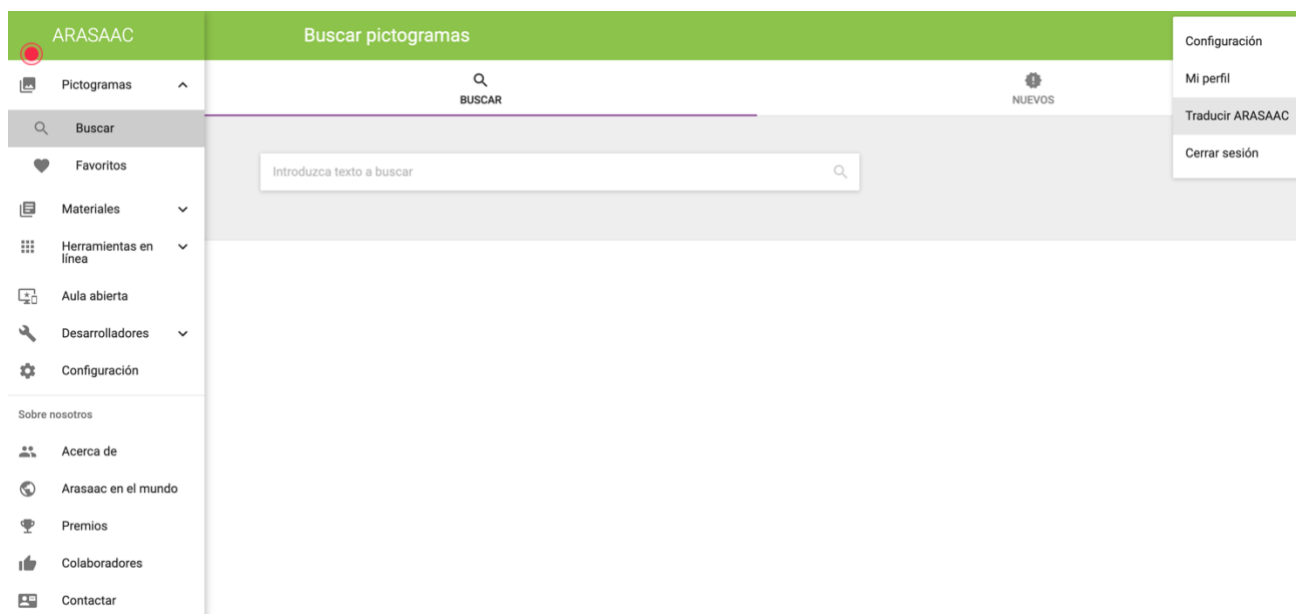 ARASAAC
Buscar pictogramas
Pictogramas
Buscar
Favoritos
Materiales
Herramientas en
línea
Aula abierta
Desarrolladores
Configuración
Sobre nosotros
Acerca de
Arasaac en el mundo
Premios
Colaboradores
Contactar
BUSCAR
NUEVOS
Introduzca texto a buscar
Configuración
Mi perfil
Traducir ARASAAC
Cerrar sesión